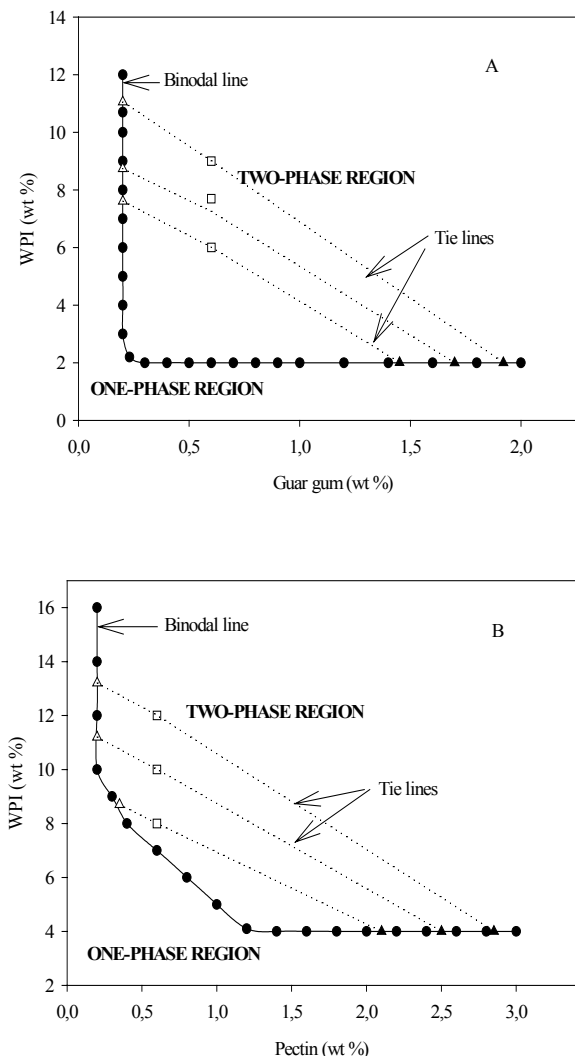 14
A
Binodal line
12
10
TWO-PHASE REGION
8
WPI (wt %)
Tie lines
6
4
2
ONE-PHASE REGION
0
0,0 0,5 1,0 1,5 2,0
Guar gum (wt %)
16
B
Binodal line
14
TWO-PHASE REGION
12
10
WPI (wt %)
Tie lines
8
6
4
ONE-PHASE REGION
2
0,0 0,5 1,0 1,5 2,0 2,5 3,0
Pectin (wt %)